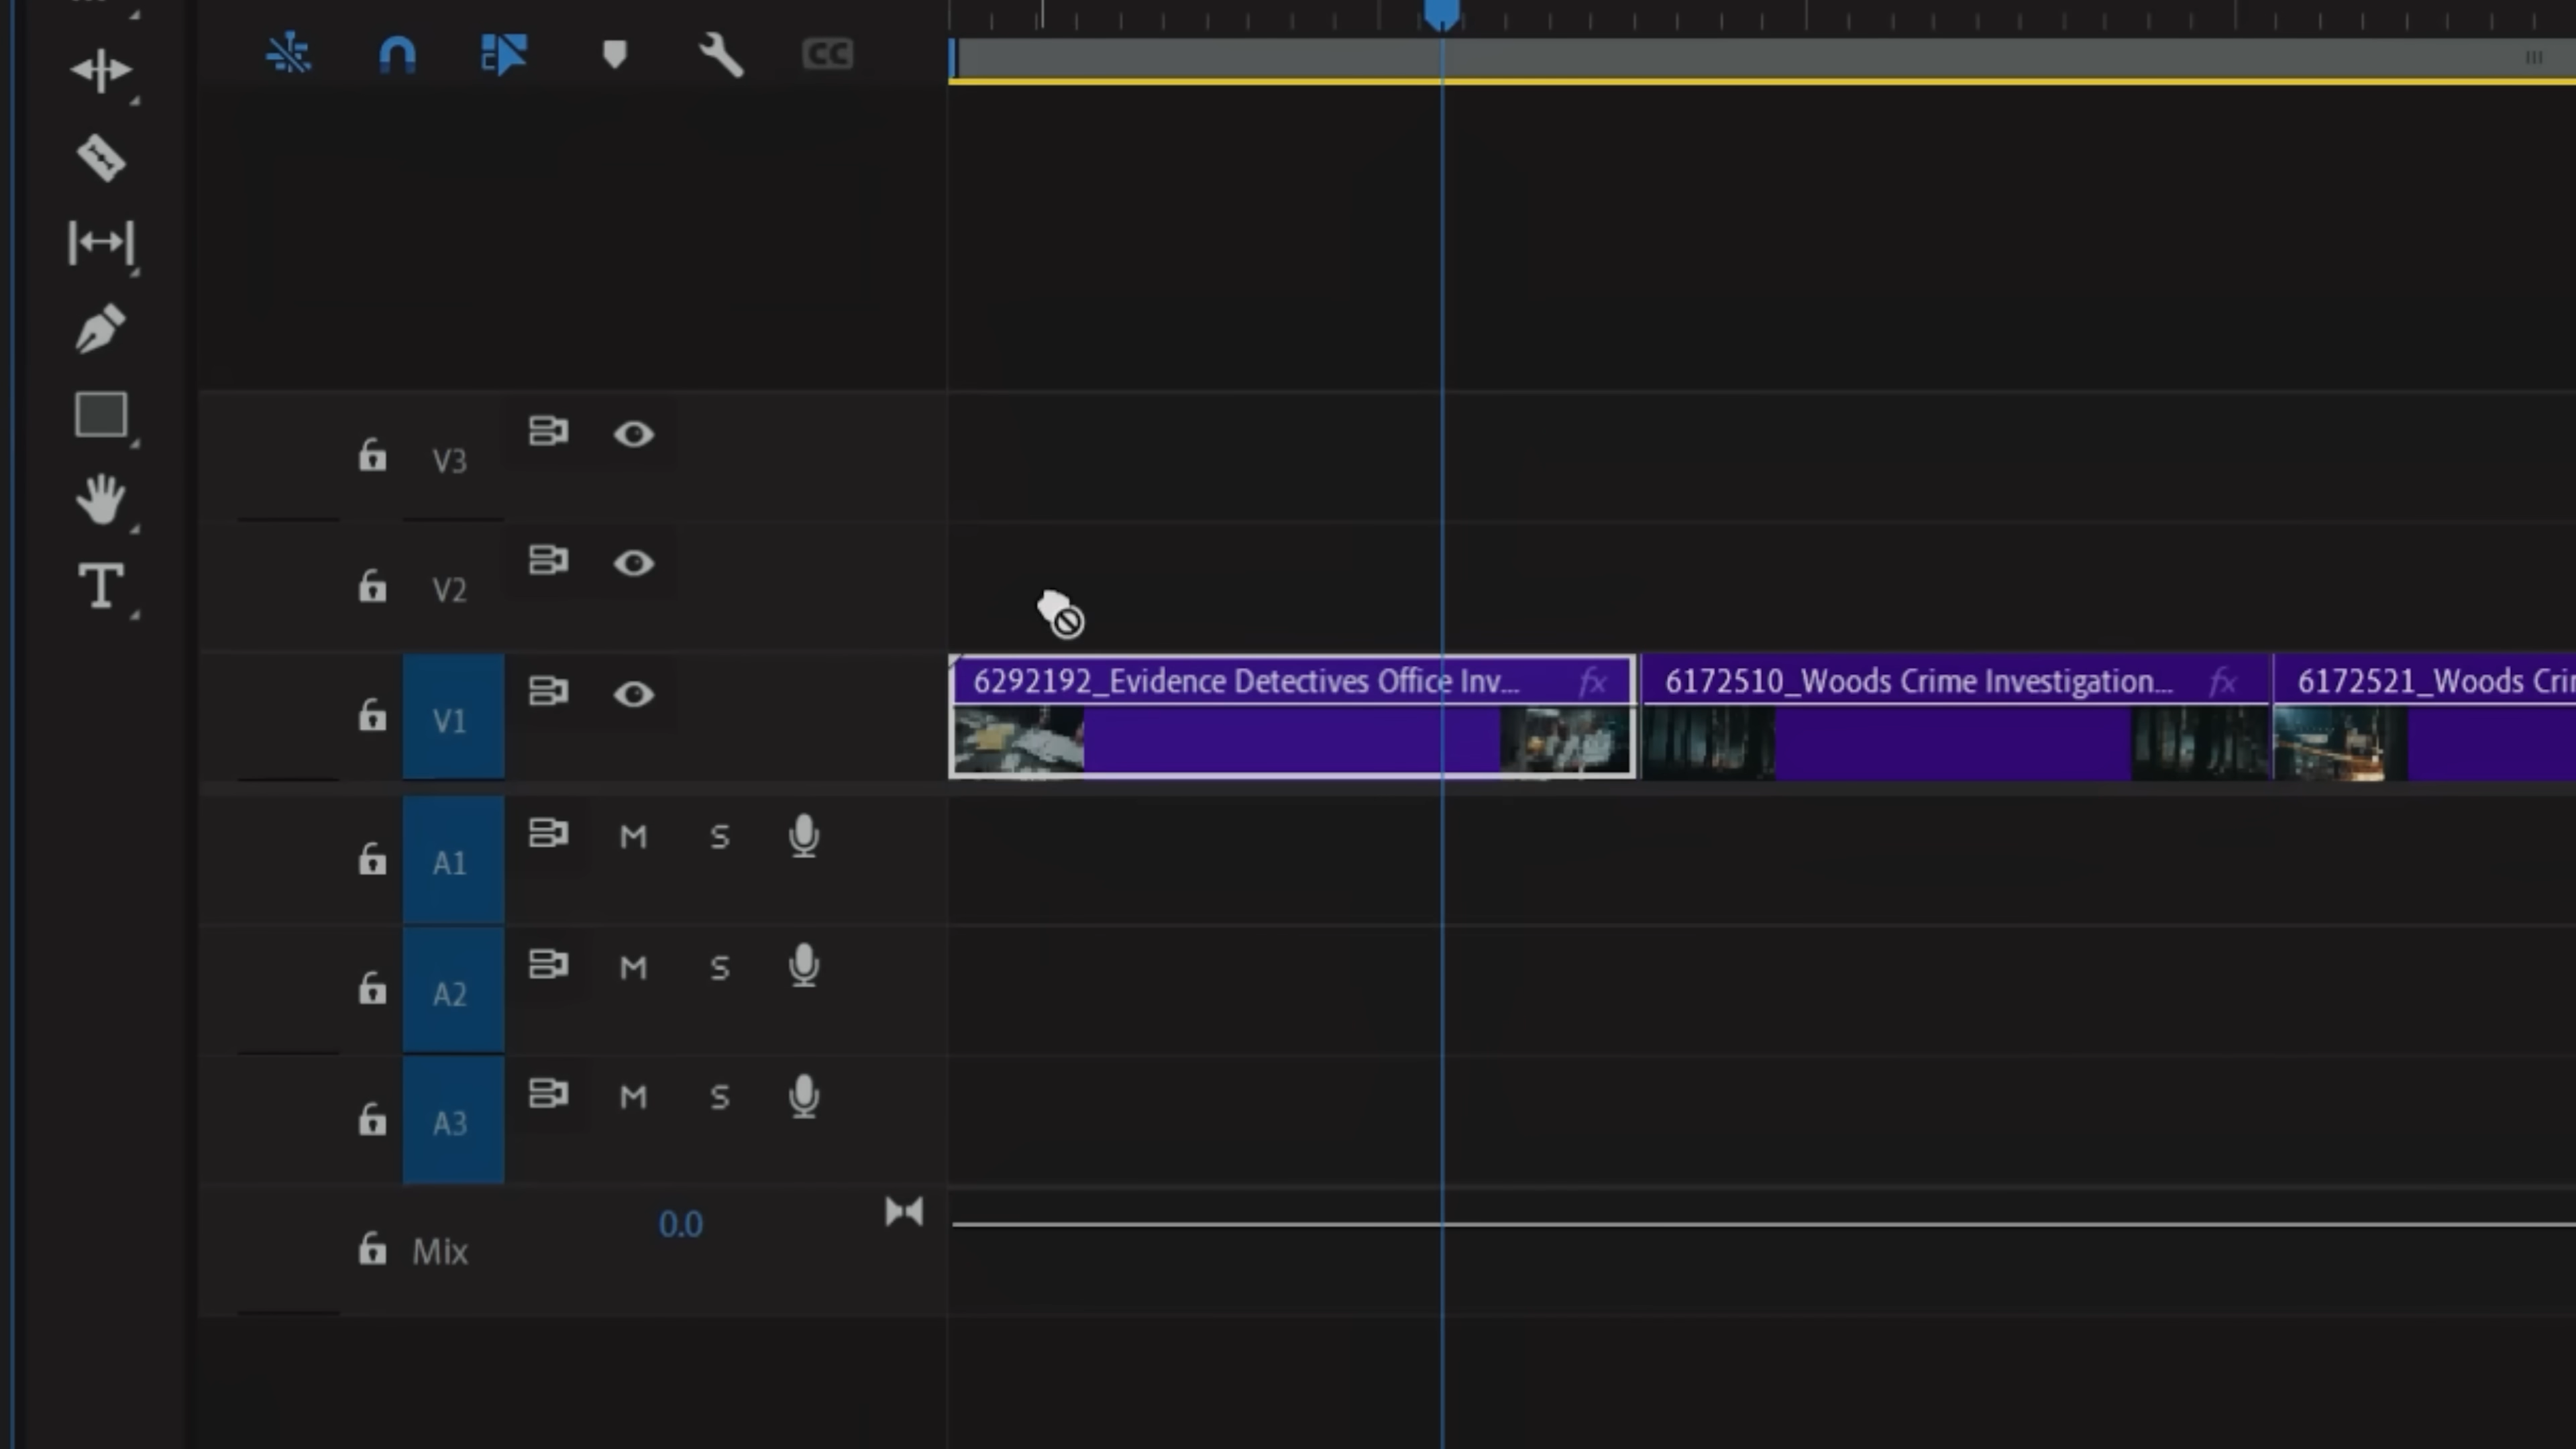 CC
V3
V2
6292192_Evidence Detectives Office Inv... fx
6172510_Woods Crime Investigation... fx
6172521_Woods Crim
V1
A1 M S
A2 M S
A3 M S
0.0
Mix
T